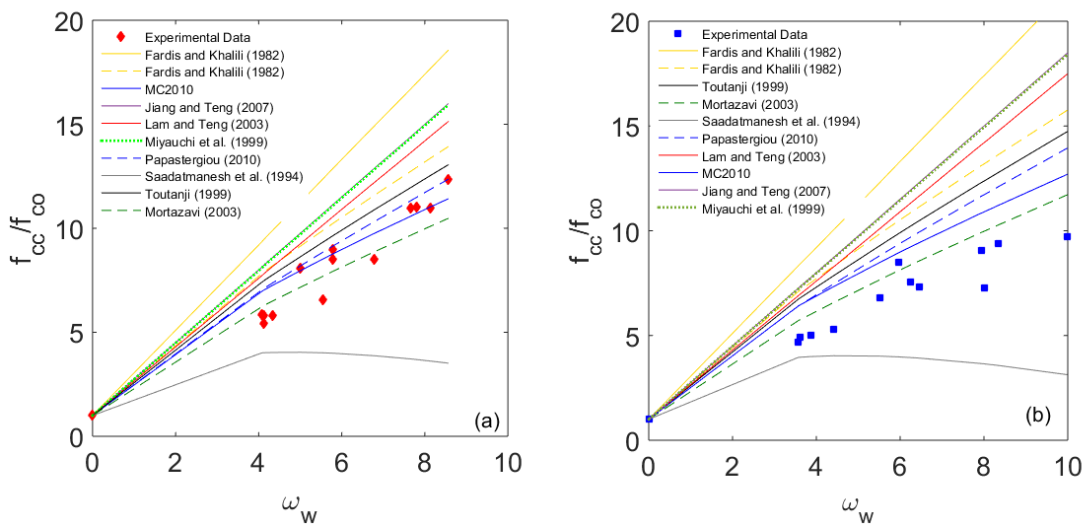 20
15
10
5
0
f_cc/f_co
Experimental Data
Fardis and Khalili (1982)
Fardis and Khalili (1982)
MC2010
Jiang and Teng (2007)
Lam and Teng (2003)
Miyauchi et al. (1999)
Papastergiou (2010)
Saadatmanesh et al. (1994)
Toutanji (1999)
Mortazavi (2003)
(a)
0 2 4 6 8 10
ω_w
20
15
10
5
0
f_cc/f_co
Experimental Data
Fardis and Khalili (1982)
Fardis and Khalili (1982)
Toutanji (1999)
Mortazavi (2003)
Saadatmanesh et al. (1994)
Papastergiou (2010)
Lam and Teng (2003)
MC2010
Jiang and Teng (2007)
Miyauchi et al. (1999)
(b)
0 2 4 6 8 10
ω_w